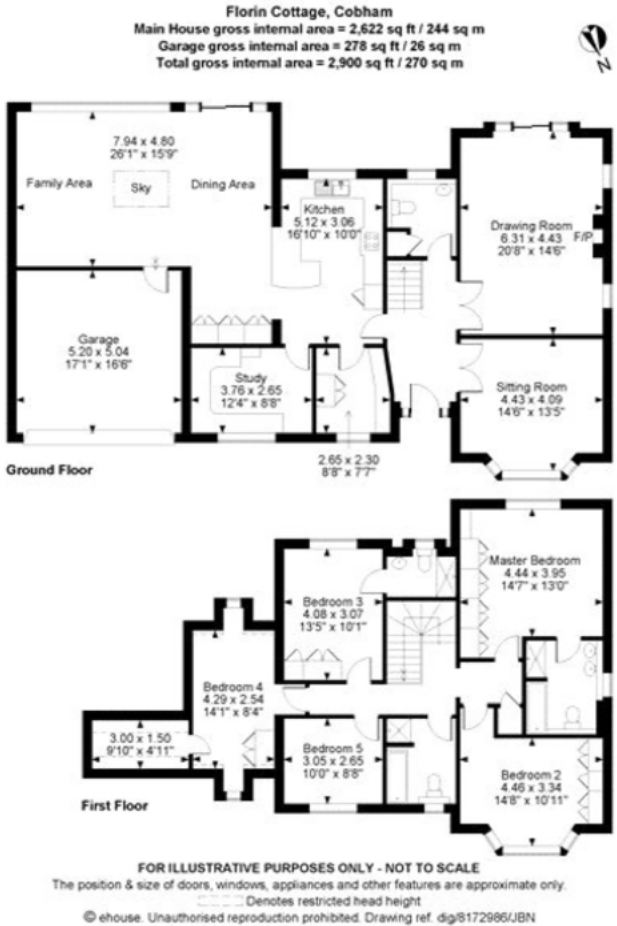 Florin Cottage, Cobham
Main House gross internal area = 2,622 sq ft / 244 sq m
Garage gross internal area = 278 sq ft / 26 sq m
Total gross internal area = 2,900 sq ft / 270 sq m
N
7.94 x 4.80
26'1" x 15'9"
Family Area
Sky
Dining Area
Kitchen
5.12 x 3.06
16'10" x 10'0"
Drawing Room
6.31 x 4.43
20'8" x 14'6"
F/P
Garage
5.20 x 5.04
17'1" x 16'6"
Study
3.76 x 2.65
12'4" x 8'8"
Sitting Room
4.43 x 4.09
14'6" x 13'5"
2.65 x 2.30
8'8" x 7'7"
Ground Floor
Master Bedroom
4.44 x 3.95
14'7" x 13'0"
Bedroom 3
4.08 x 3.07
13'5" x 10'1"
Bedroom 4
4.29 x 2.54
14'1" x 8'4"
3.00 x 1.50
9'10" x 4'11"
Bedroom 5
3.05 x 2.65
10'0" x 8'8"
Bedroom 2
4.46 x 3.34
14'8" x 10'11"
First Floor
FOR ILLUSTRATIVE PURPOSES ONLY - NOT TO SCALE
The position & size of doors, windows, appliances and other features are approximate only.
Denotes restricted head height
© ehouse. Unauthorised reproduction prohibited. Drawing ref. dig/8172986/JBN